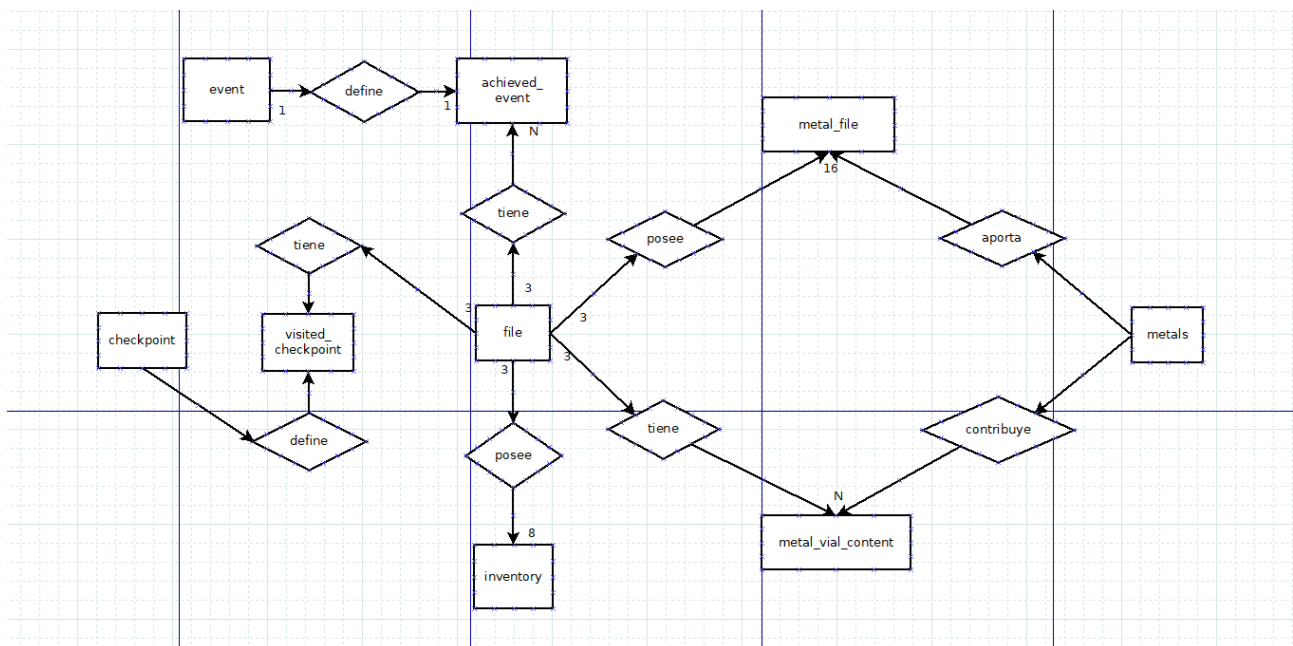 event
define
achieved_
event
1
1
N
metal_file
16
tiene
posee
aporta
tiene
3
3
3
checkpoint
visited_
checkpoint
file
metals
3
3
define
posee
tiene
contribuye
N
8
metal_vial_content
inventory